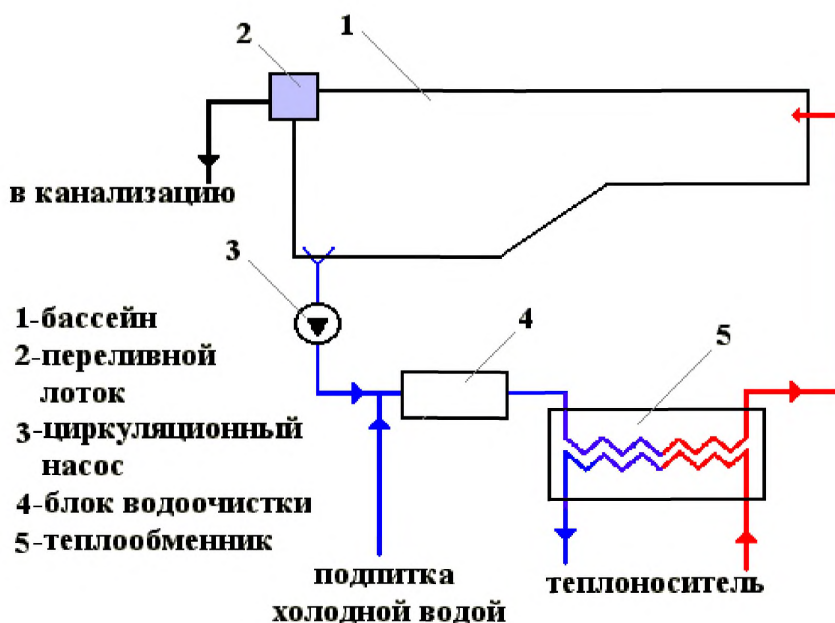 2
1
в канализацию
3
1-бассейн
2-переливной
лоток
3-циркуляционный
насос
4-блок водоочистки
5-теплообменник
4
5
подпитка
холодной водой
теплоноситель